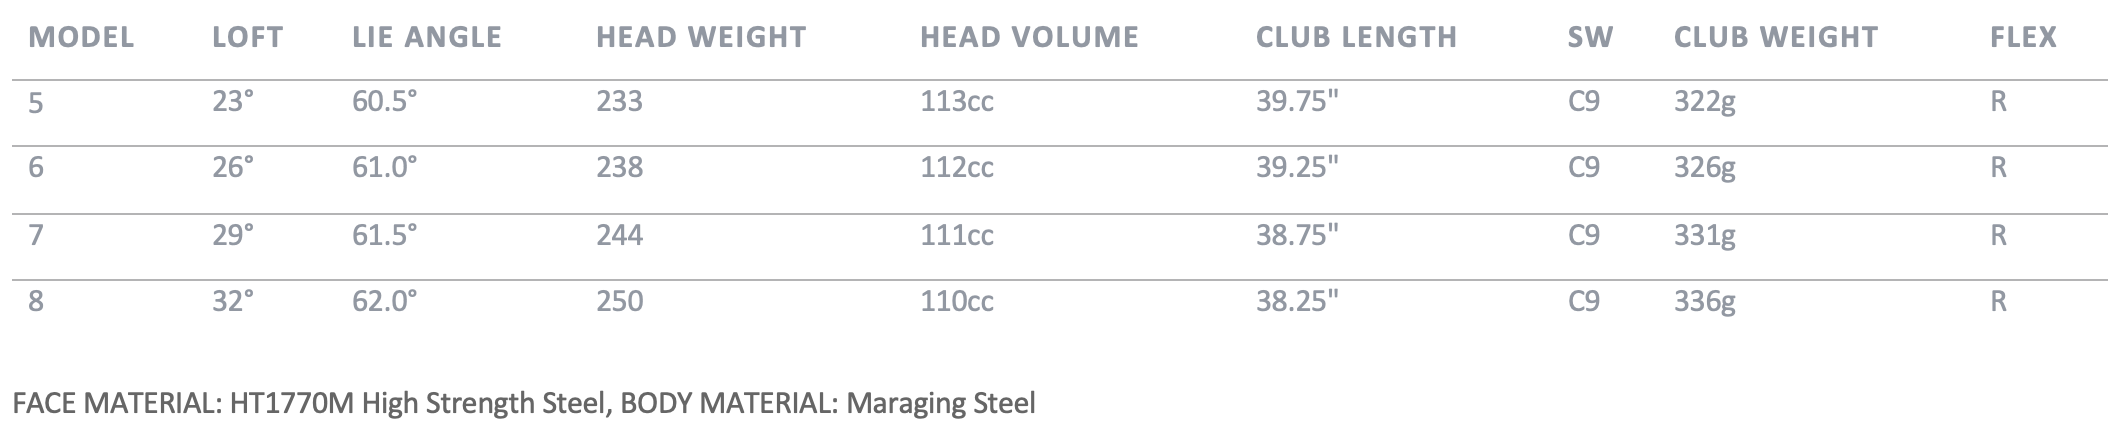 MODEL LOFT LIE ANGLE HEAD WEIGHT HEAD VOLUME CLUB LENGTH SW CLUB WEIGHT FLEX
5 23° 60.5° 233 113cc 39.75" C9 322g R
6 26° 61.0° 238 112cc 39.25" C9 326g R
7 29° 61.5° 244 111cc 38.75" C9 331g R
8 32° 62.0° 250 110cc 38.25" C9 336g R
FACE MATERIAL: HT1770M High Strength Steel, BODY MATERIAL: Maraging Steel